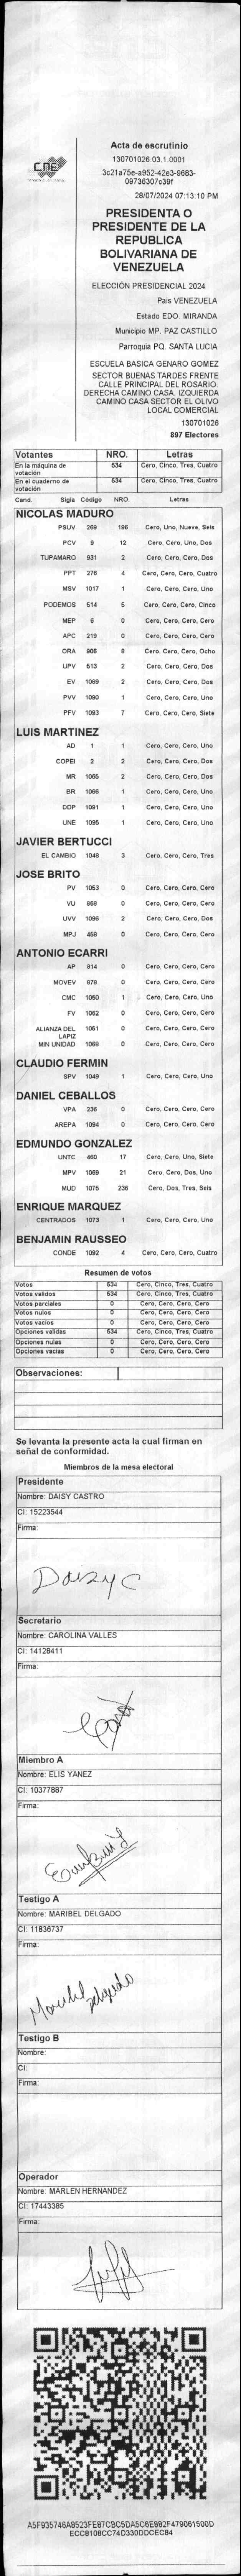 CNE
Acta de escrutinio
130701026.03.1.0001
3c21a75e-a952-42e3-9683-
09736307c39f
28/07/2024 07:13:10 PM
PRESIDENTA O
PRESIDENTE DE LA
REPUBLICA
BOLIVARIANA DE
VENEZUELA
ELECCIÓN PRESIDENCIAL 2024
Pais VENEZUELA
Estado EDO. MIRANDA
Municipio MP. PAZ CASTILLO
Parroquia PQ. SANTA LUCIA
ESCUELA BASICA GENARO GOMEZ
SECTOR BUENAS TARDES FRENTE
CALLE PRINCIPAL DEL ROSARIO.
DERECHA CAMINO CASA. IZQUIERDA
CAMINO CASA SECTOR EL OLIVO
LOCAL COMERCIAL
130701026
897 Electores
Votantes NRO. Letras
En la máquina de votación 534 Cero, Cinco, Tres, Cuatro
En el cuaderno de votación 534 Cero, Cinco, Tres, Cuatro
Cand. Sigla Código NRO. Letras
NICOLAS MADURO
PSUV 269 196 Cero, Uno, Nueve, Seis
PCV 9 12 Cero, Cero, Uno, Dos
TUPAMARO 931 2 Cero, Cero, Cero, Dos
PPT 276 4 Cero, Cero, Cero, Cuatro
MSV 1017 1 Cero, Cero, Cero, Uno
PODEMOS 514 5 Cero, Cero, Cero, Cinco
MEP 6 0 Cero, Cero, Cero, Cero
APC 219 0 Cero, Cero, Cero, Cero
ORA 906 8 Cero, Cero, Cero, Ocho
UPV 513 2 Cero, Cero, Cero, Dos
EV 1089 2 Cero, Cero, Cero, Dos
PVV 1090 1 Cero, Cero, Cero, Uno
PFV 1093 7 Cero, Cero, Cero, Siete
LUIS MARTINEZ
AD 1 1 Cero, Cero, Cero, Uno
COPEI 2 2 Cero, Cero, Cero, Dos
MR 1065 2 Cero, Cero, Cero, Dos
BR 1066 1 Cero, Cero, Cero, Uno
DDP 1091 1 Cero, Cero, Cero, Uno
UNE 1095 1 Cero, Cero, Cero, Uno
JAVIER BERTUCCI
EL CAMBIO 1048 3 Cero, Cero, Cero, Tres
JOSE BRITO
PV 1053 0 Cero, Cero, Cero, Cero
VU 868 0 Cero, Cero, Cero, Cero
UVV 1096 2 Cero, Cero, Cero, Dos
MPJ 458 0 Cero, Cero, Cero, Cero
ANTONIO ECARRI
AP 814 0 Cero, Cero, Cero, Cero
MOVEV 879 0 Cero, Cero, Cero, Cero
CMC 1050 1 Cero, Cero, Cero, Uno
FV 1062 0 Cero, Cero, Cero, Cero
ALIANZA DEL LAPIZ 1051 0 Cero, Cero, Cero, Cero
MIN UNIDAD 1068 0 Cero, Cero, Cero, Cero
CLAUDIO FERMIN
SPV 1049 1 Cero, Cero, Cero, Uno
DANIEL CEBALLOS
VPA 236 0 Cero, Cero, Cero, Cero
AREPA 1094 0 Cero, Cero, Cero, Cero
EDMUNDO GONZALEZ
UNTC 460 17 Cero, Cero, Uno, Siete
MPV 1069 21 Cero, Cero, Dos, Uno
MUD 1075 236 Cero, Dos, Tres, Seis
ENRIQUE MARQUEZ
CENTRADOS 1073 1 Cero, Cero, Cero, Uno
BENJAMIN RAUSSEO
CONDE 1092 4 Cero, Cero, Cero, Cuatro
Resumen de votos
Votos 534 Cero, Cinco, Tres, Cuatro
Votos validos 534 Cero, Cinco, Tres, Cuatro
Votos parciales 0 Cero, Cero, Cero, Cero
Votos nulos 0 Cero, Cero, Cero, Cero
Votos vacios 0 Cero, Cero, Cero, Cero
Opciones validas 534 Cero, Cinco, Tres, Cuatro
Opciones nulas 0 Cero, Cero, Cero, Cero
Opciones vacias 0 Cero, Cero, Cero, Cero
Observaciones:
Se levanta la presente acta la cual firman en
señal de conformidad.
Miembros de la mesa electoral
Presidente
Nombre: DAISY CASTRO
CI: 15223544
Firma:
Daisy C
Secretario
Nombre: CAROLINA VALLES
CI: 14128411
Firma:
Miembro A
Nombre: ELIS YANEZ
CI: 10377887
Firma:
Testigo A
Nombre: MARIBEL DELGADO
CI: 11836737
Firma:
Maribel Delgado
Testigo B
Nombre:
CI:
Firma:
Operador
Nombre: MARLEN HERNANDEZ
CI: 17443385
Firma:
A5F935746AB523FE87CBC5DA5C6E982F479061500D
ECC8108CC74D330DDCEC84